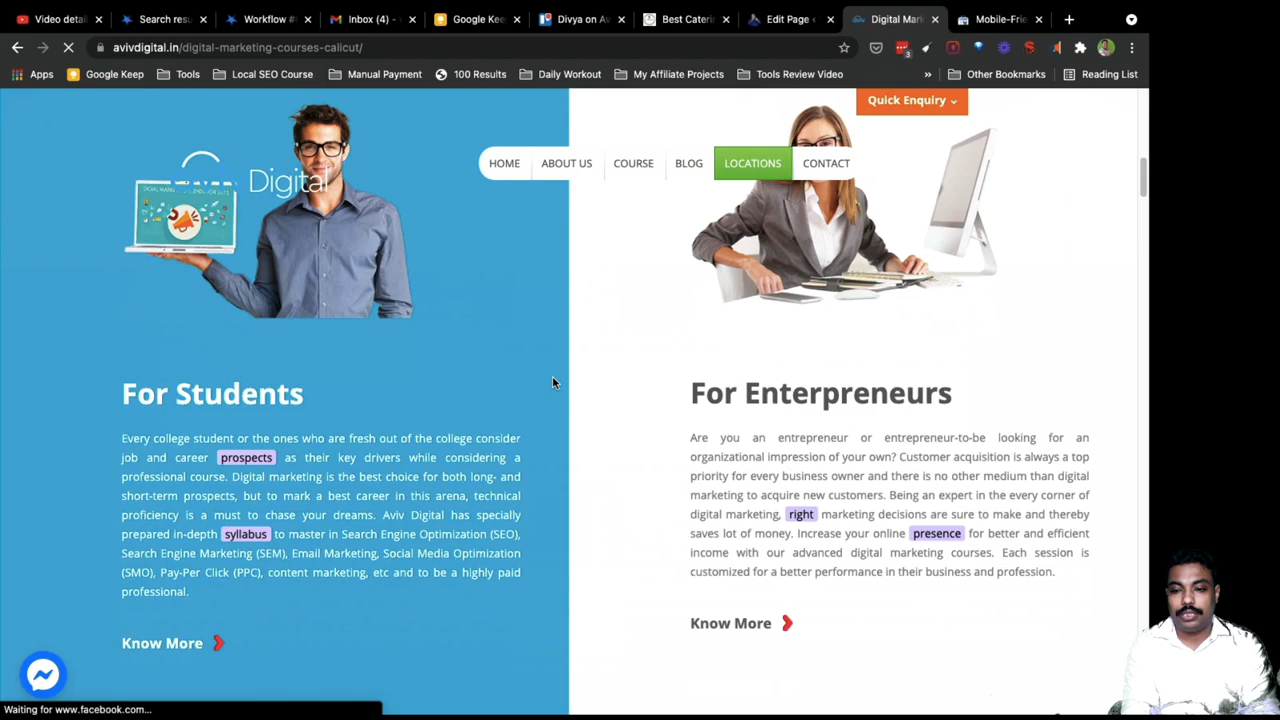 Video detail
Search resu
Workflow #
Inbox (4) -
Google Kee
Divya on Av
Best Caterin
Edit Page ‹
Digital Mark
Mobile-Frie
avivdigital.in/digital-marketing-courses-calicut/
3
Apps
Google Keep
Tools
Local SEO Course
Manual Payment
100 Results
Daily Workout
My Affiliate Projects
Tools Review Video
»
Other Bookmarks
Reading List
Quick Enquiry
HOME
ABOUT US
COURSE
BLOG
LOCATIONS
CONTACT
Digital
For Students
Every college student or the ones who are fresh out of the college consider
job and career prospects as their key drivers while considering a
professional course. Digital marketing is the best choice for both long- and
short-term prospects, but to mark a best career in this arena, technical
proficiency is a must to chase your dreams. Aviv Digital has specially
prepared in-depth syllabus to master in Search Engine Optimization (SEO),
Search Engine Marketing (SEM), Email Marketing, Social Media Optimization
(SMO), Pay-Per Click (PPC), content marketing, etc and to be a highly paid
professional.
Know More
For Enterpreneurs
Are you an entrepreneur or entrepreneur-to-be looking for an
organizational impression of your own? Customer acquisition is always a top
priority for every business owner and there is no other medium than digital
marketing to acquire new customers. Being an expert in the every corner of
digital marketing, right marketing decisions are sure to make and thereby
saves lot of money. Increase your online presence for better and efficient
income with our advanced digital marketing courses. Each session is
customized for a better performance in their business and profession.
Know More
Waiting for www.facebook.com...